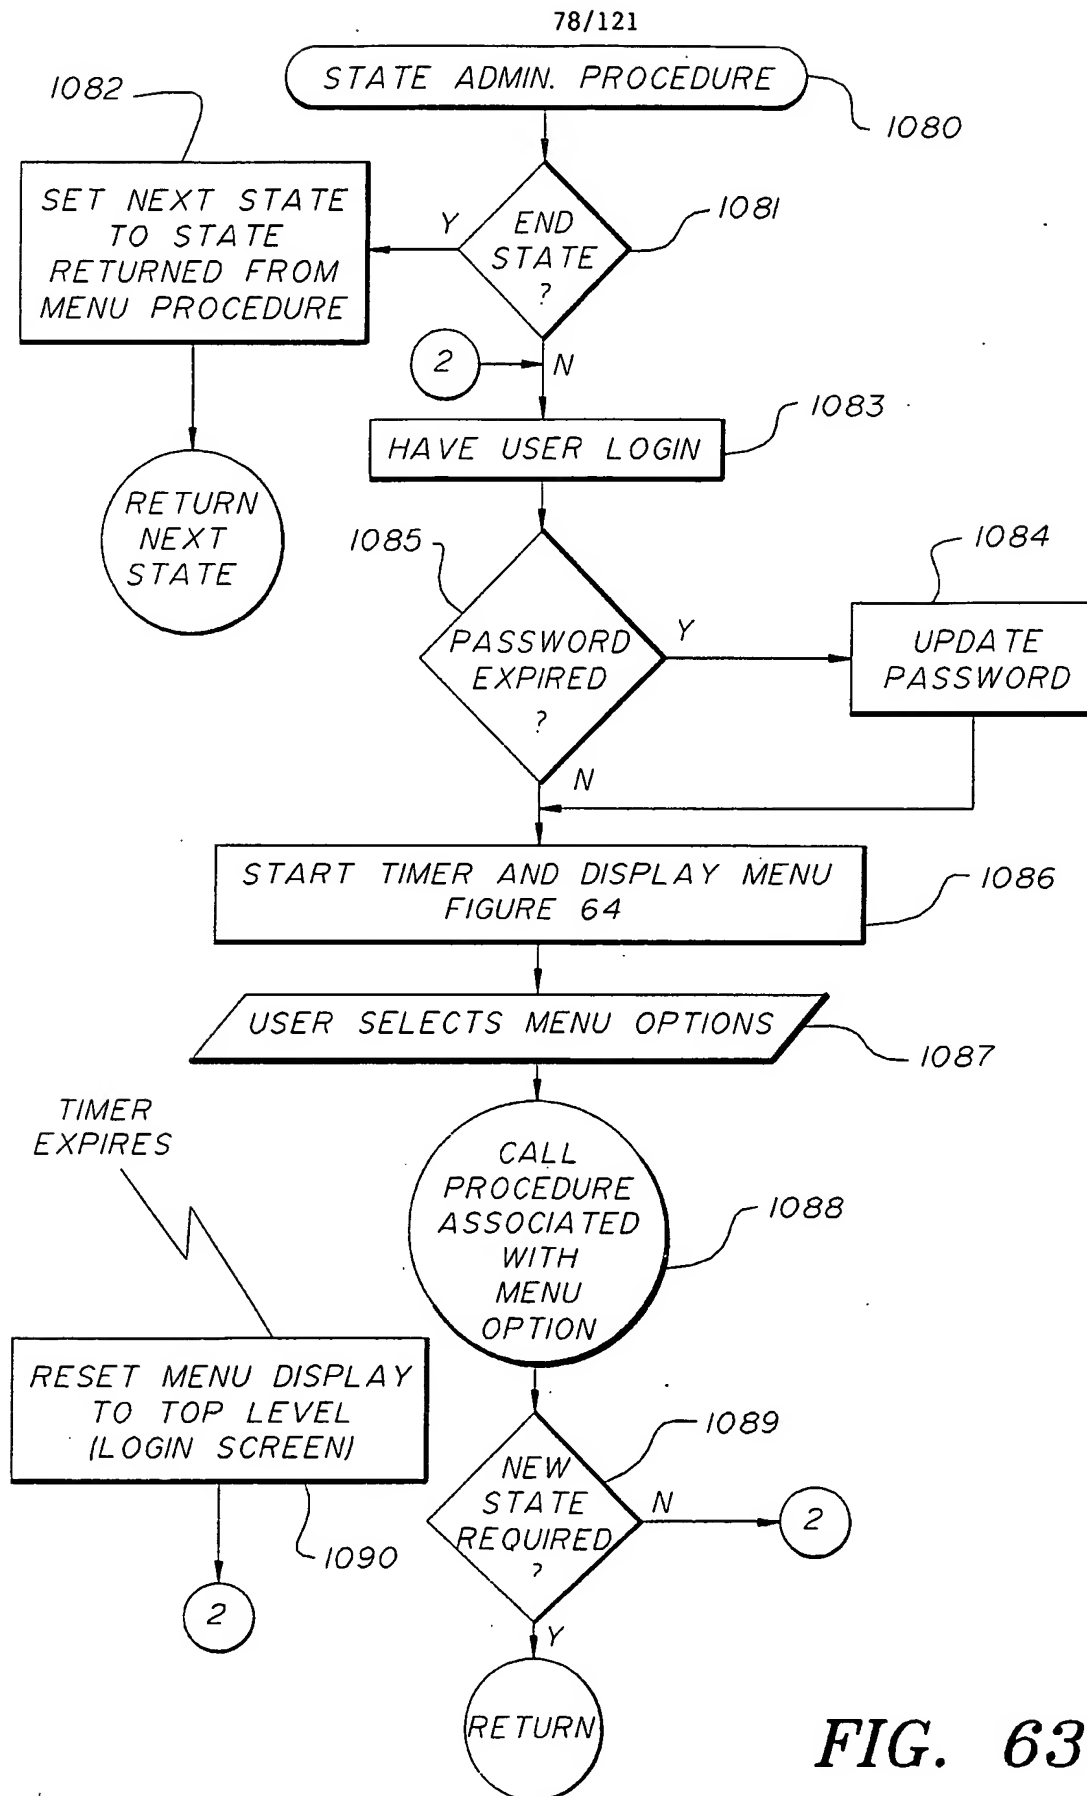 78/121
STATE ADMIN. PROCEDURE
1080
1082
SET NEXT STATE
TO STATE
RETURNED FROM
MENU PROCEDURE
Y
END
STATE
?
1081
2
N
RETURN
NEXT
STATE
HAVE USER LOGIN
1083
1085
PASSWORD
EXPIRED
?
Y
1084
UPDATE
PASSWORD
N
START TIMER AND DISPLAY MENU
FIGURE 64
1086
USER SELECTS MENU OPTIONS
1087
TIMER
EXPIRES
CALL
PROCEDURE
ASSOCIATED
WITH
MENU
OPTION
1088
RESET MENU DISPLAY
TO TOP LEVEL
(LOGIN SCREEN)
1090
2
NEW
STATE
REQUIRED
?
1089
N
2
Y
RETURN
FIG. 63